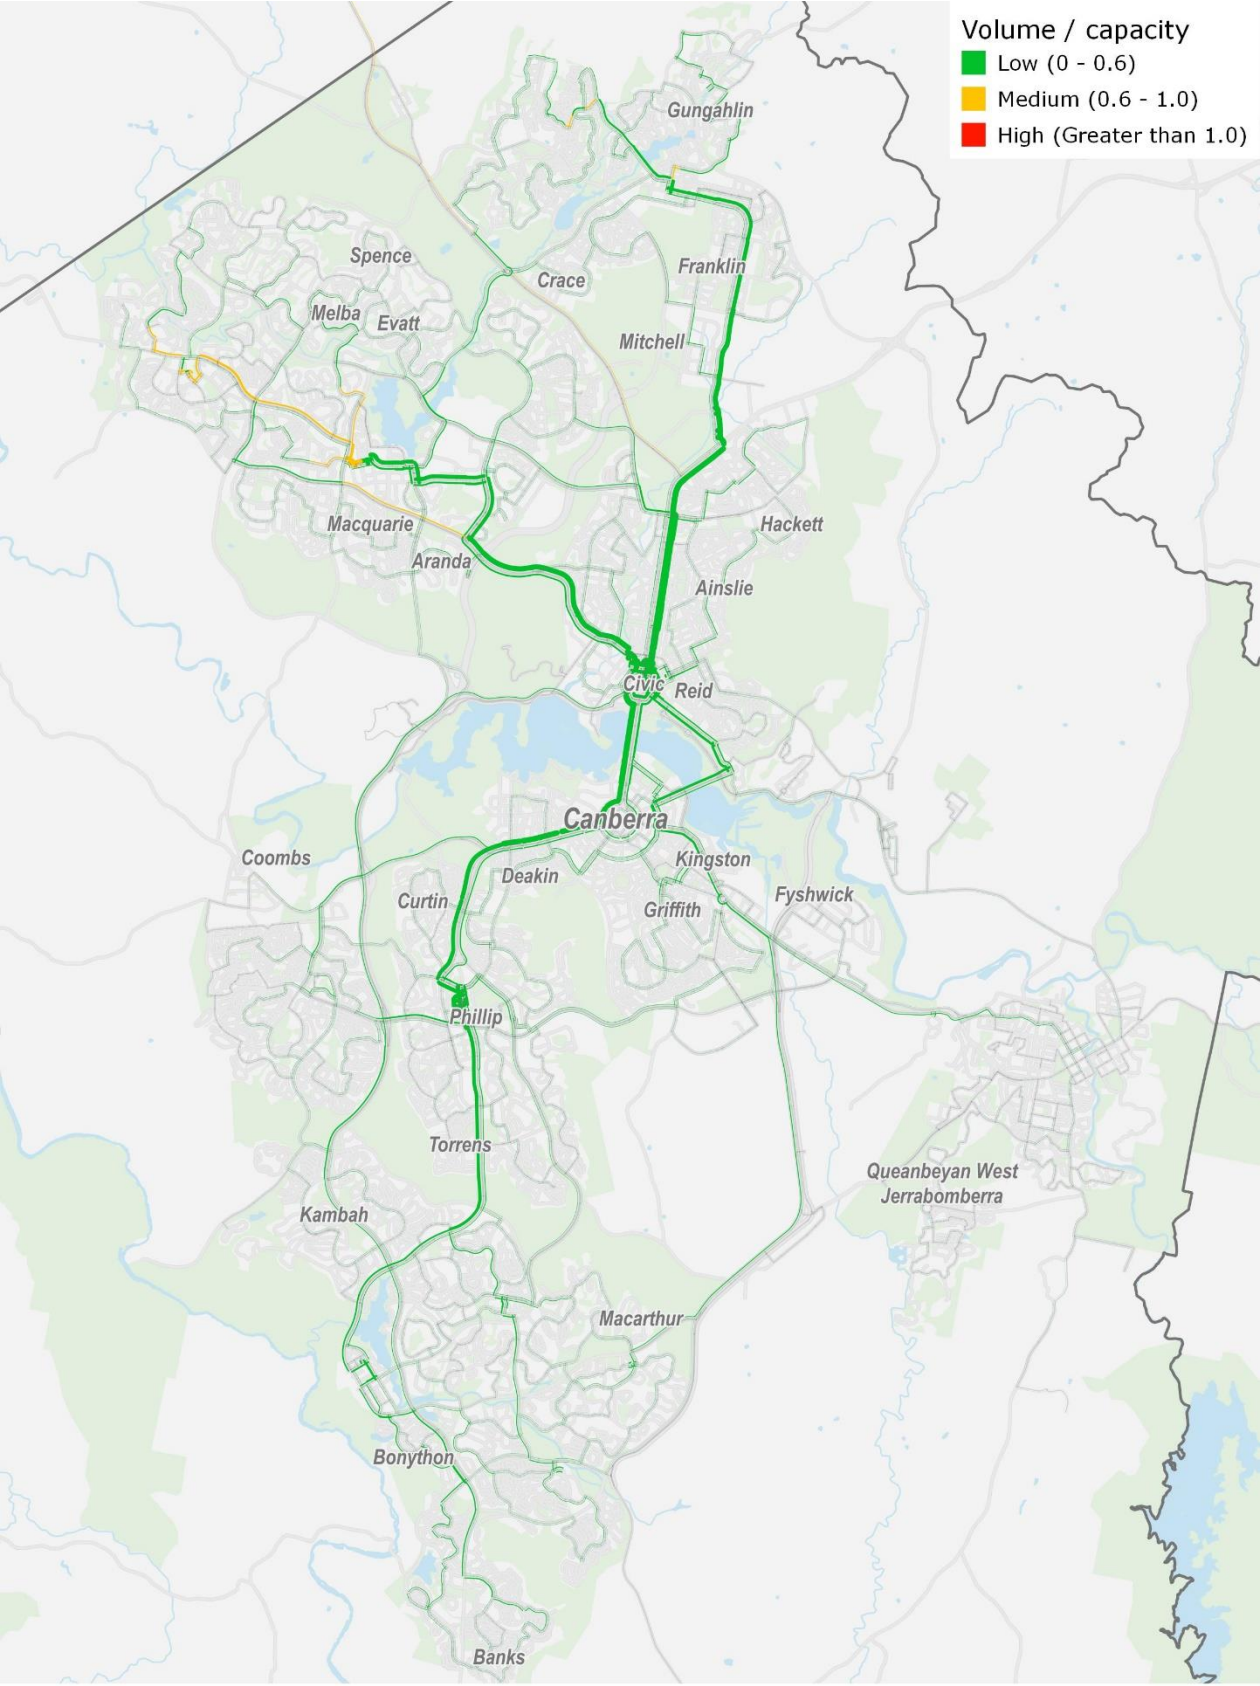 Volume / capacity
Low (0 - 0.6)
Medium (0.6 - 1.0)
High (Greater than 1.0)
Gungahlin
Spence
Crace
Franklin
Melba
Evatt
Mitchell
Macquarie
Hackett
Aranda
Ainslie
Civic
Reid
Canberra
Coombs
Kingston
Deakin
Curtin
Fyshwick
Griffith
Phillip
Torrens
Queanbeyan West
Jerrabomberra
Kambah
Macarthur
Bonython
Banks